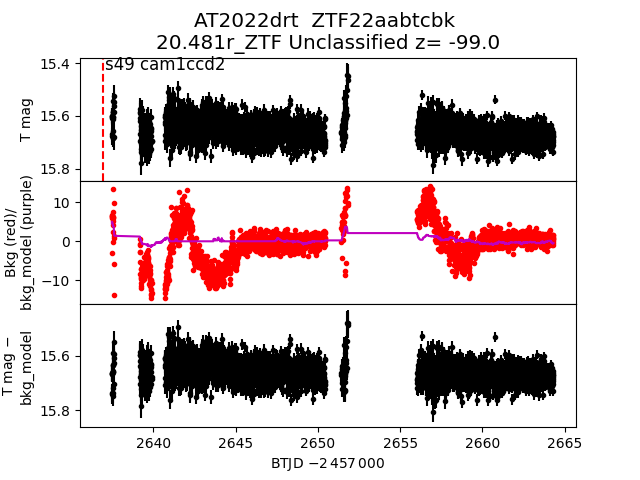 AT2022drt  ZTF22aabtcbk
20.481r_ZTF Unclassified z= -99.0
s49 cam1ccd2
T mag
15.4
15.6
15.8
Bkg (red)/
bkg_model (purple)
10
0
−10
T mag −
bkg_model
15.6
15.8
2640
2645
2650
2655
2660
2665
BTJD −2 457 000